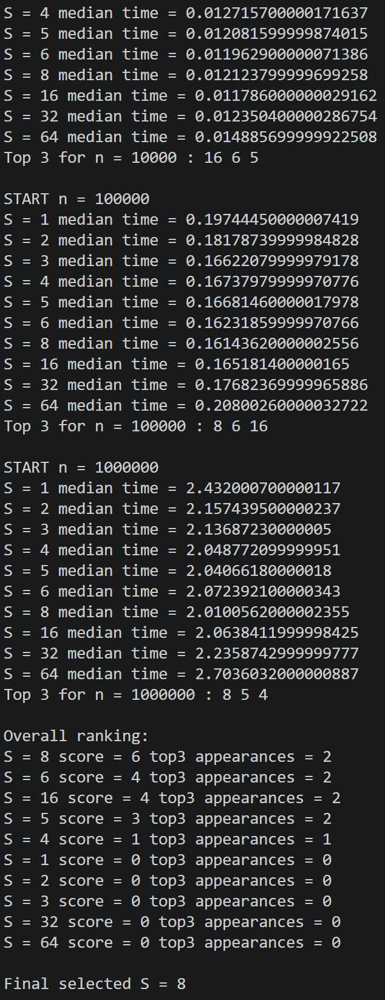 S = 4 median time = 0.012715700000171637
S = 5 median time = 0.012081599999874015
S = 6 median time = 0.011962900000071386
S = 8 median time = 0.012123799999699258
S = 16 median time = 0.011786000000029162
S = 32 median time = 0.012350400000286754
S = 64 median time = 0.014885699999922508
Top 3 for n = 10000 : 16 6 5
START n = 100000
S = 1 median time = 0.19744450000007419
S = 2 median time = 0.18178739999984828
S = 3 median time = 0.16622079999979178
S = 4 median time = 0.16737979999970776
S = 5 median time = 0.16681460000017978
S = 6 median time = 0.16231859999970766
S = 8 median time = 0.16143620000002556
S = 16 median time = 0.165181400000165
S = 32 median time = 0.17682369999965886
S = 64 median time = 0.20800260000032722
Top 3 for n = 100000 : 8 6 16
START n = 1000000
S = 1 median time = 2.432000700000117
S = 2 median time = 2.157439500000237
S = 3 median time = 2.13687230000005
S = 4 median time = 2.048772099999951
S = 5 median time = 2.04066180000018
S = 6 median time = 2.072392100000343
S = 8 median time = 2.0100562000002355
S = 16 median time = 2.0638411999998425
S = 32 median time = 2.2358742999999777
S = 64 median time = 2.7036032000000887
Top 3 for n = 1000000 : 8 5 4
Overall ranking:
S = 8 score = 6 top3 appearances = 2
S = 6 score = 4 top3 appearances = 2
S = 16 score = 4 top3 appearances = 2
S = 5 score = 3 top3 appearances = 2
S = 4 score = 1 top3 appearances = 1
S = 1 score = 0 top3 appearances = 0
S = 2 score = 0 top3 appearances = 0
S = 3 score = 0 top3 appearances = 0
S = 32 score = 0 top3 appearances = 0
S = 64 score = 0 top3 appearances = 0
Final selected S = 8